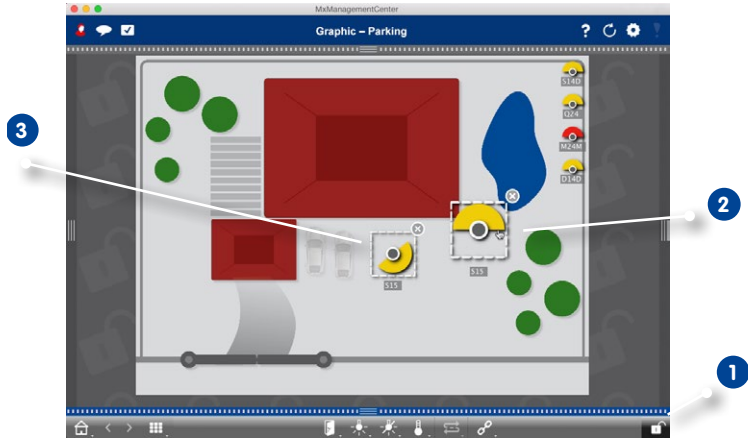 MxManagementCenter
Graphic – Parking
?
S14D
Q24
M24M
D14D
3
2
S15
S15
1